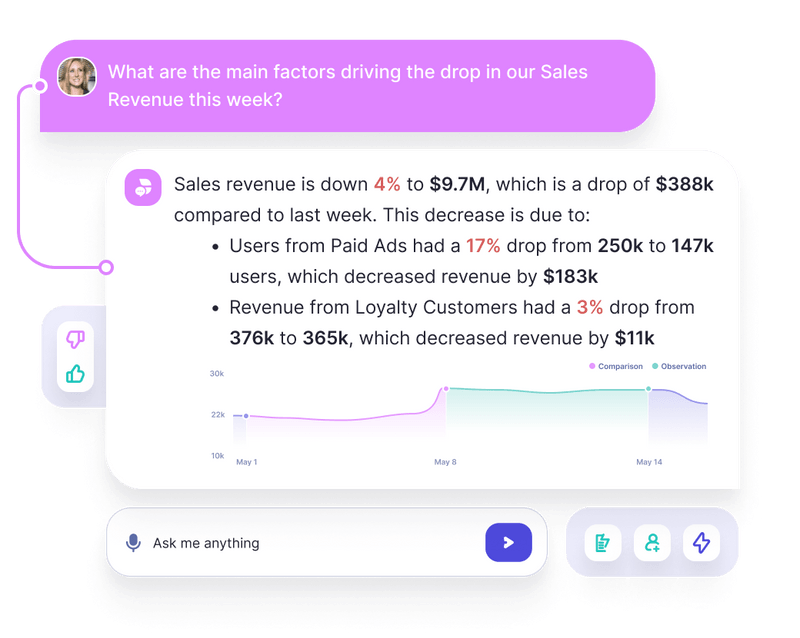 What are the main factors driving the drop in our Sales
Revenue this week?
Sales revenue is down 4% to $9.7M, which is a drop of $388k
compared to last week. This decrease is due to:
• Users from Paid Ads had a 17% drop from 250k to 147k
users, which decreased revenue by $183k
• Revenue from Loyalty Customers had a 3% drop from
376k to 365k, which decreased revenue by $11k
Comparison Observation
30k
22k
10k
May 1 May 8 May 14
Ask me anything